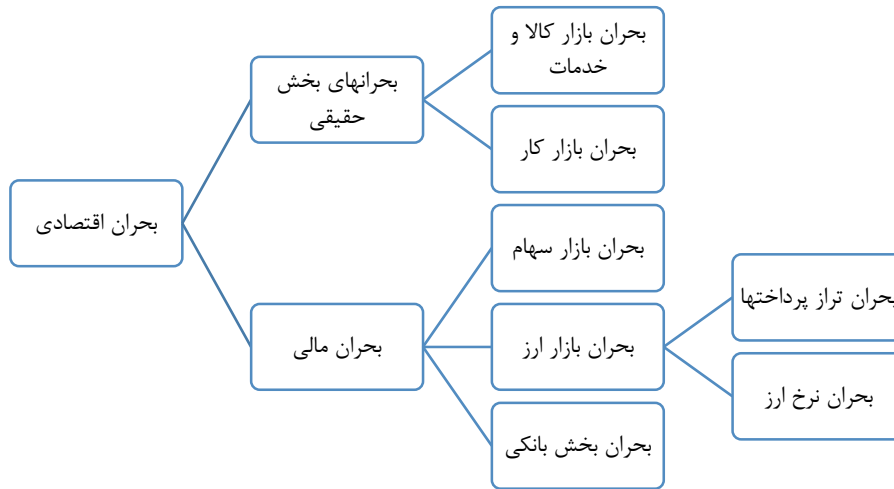 بحران اقتصادی
بحرانهای بخش
حقیقی
بحران بازار کالا و
خدمات
بحران بازار کار
بحران مالی
بحران بازار سهام
بحران بازار ارز
بحران تراز پرداختها
بحران نرخ ارز
بحران بخش بانکی